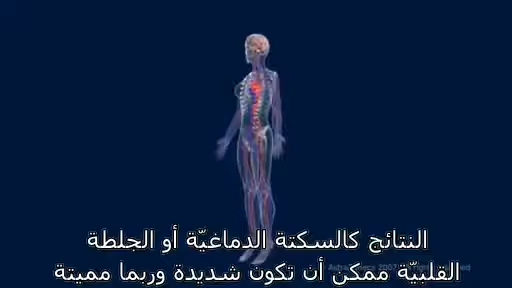 النتائج كالسكتة الدماغيّة أو الجلطة
القلبيّة ممكن أن تكون شديدة وربما مميتة